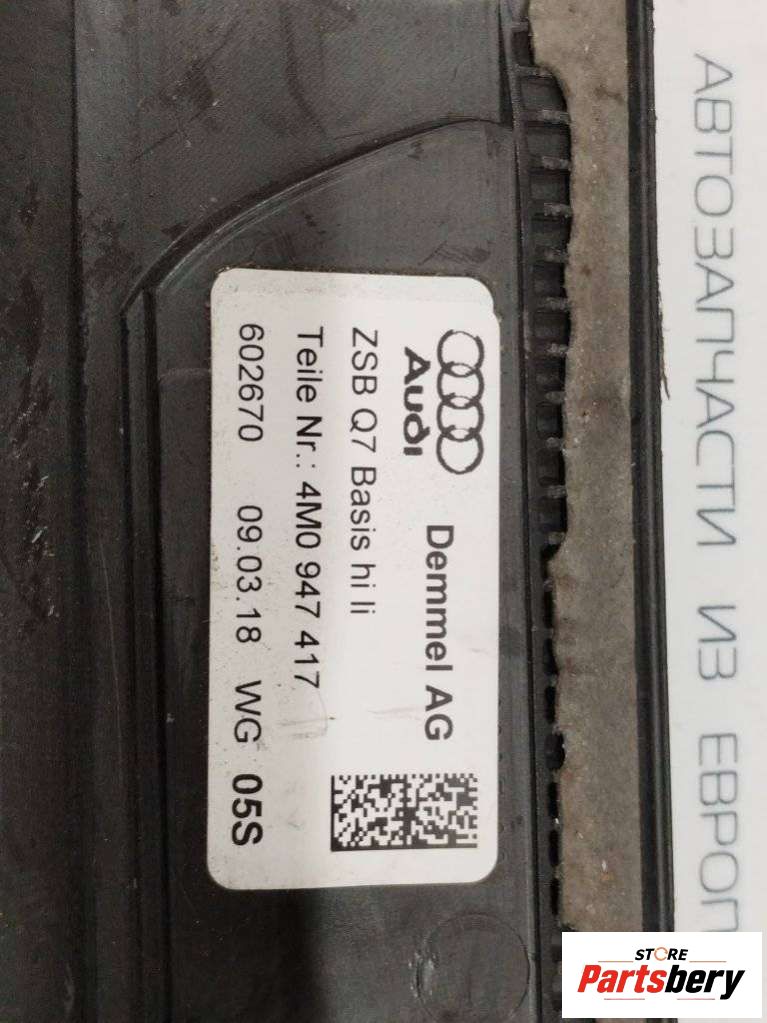 Audi Demmel AG
ZSB Q7 Basis hi li
Teile Nr.: 4M0 947 417
602670 09.03.18 WG 05S
АВТОЗАПЧАСТИ ИЗ ЕВРОП
STORE
Partsbery